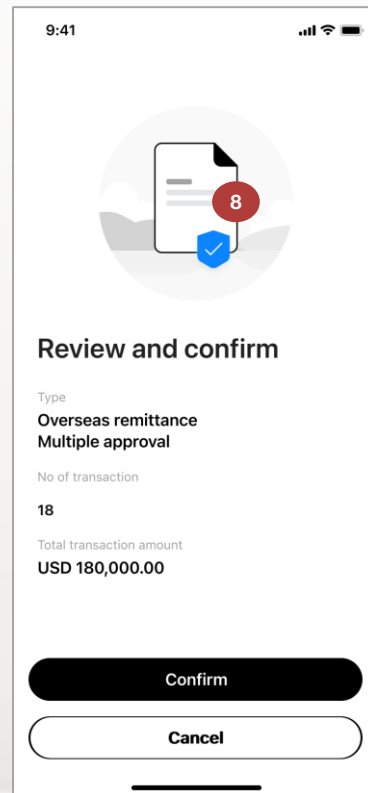 9:41
8
Review and confirm
Type
Overseas remittance
Multiple approval
No of transaction
18
Total transaction amount
USD 180,000.00
Confirm
Cancel